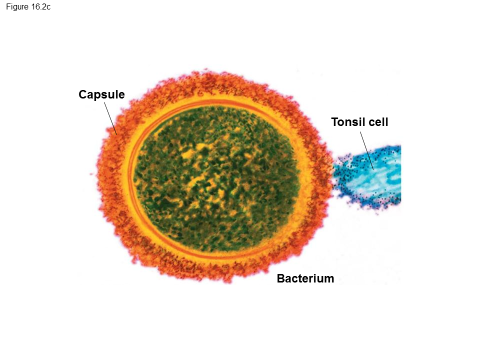 Figure 16.2c
Capsule
Tonsil cell
Bacterium